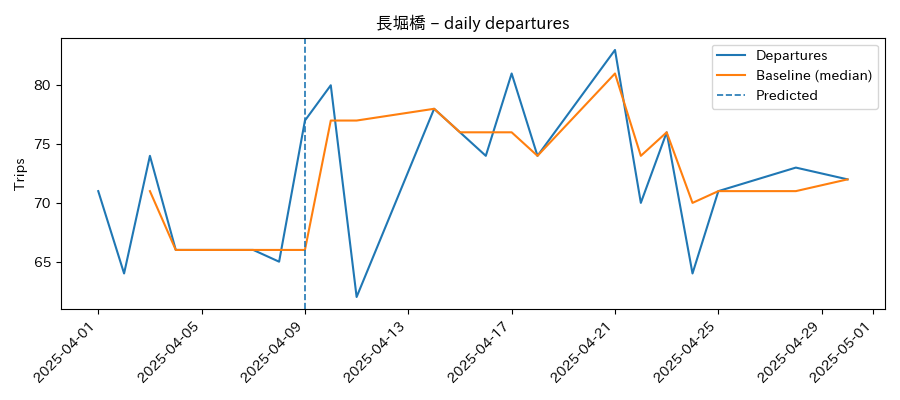 長堀橋 – daily departures
Departures
Baseline (median)
Predicted
Trips
80
75
70
65
2025-04-01
2025-04-05
2025-04-09
2025-04-13
2025-04-17
2025-04-21
2025-04-25
2025-04-29
2025-05-01